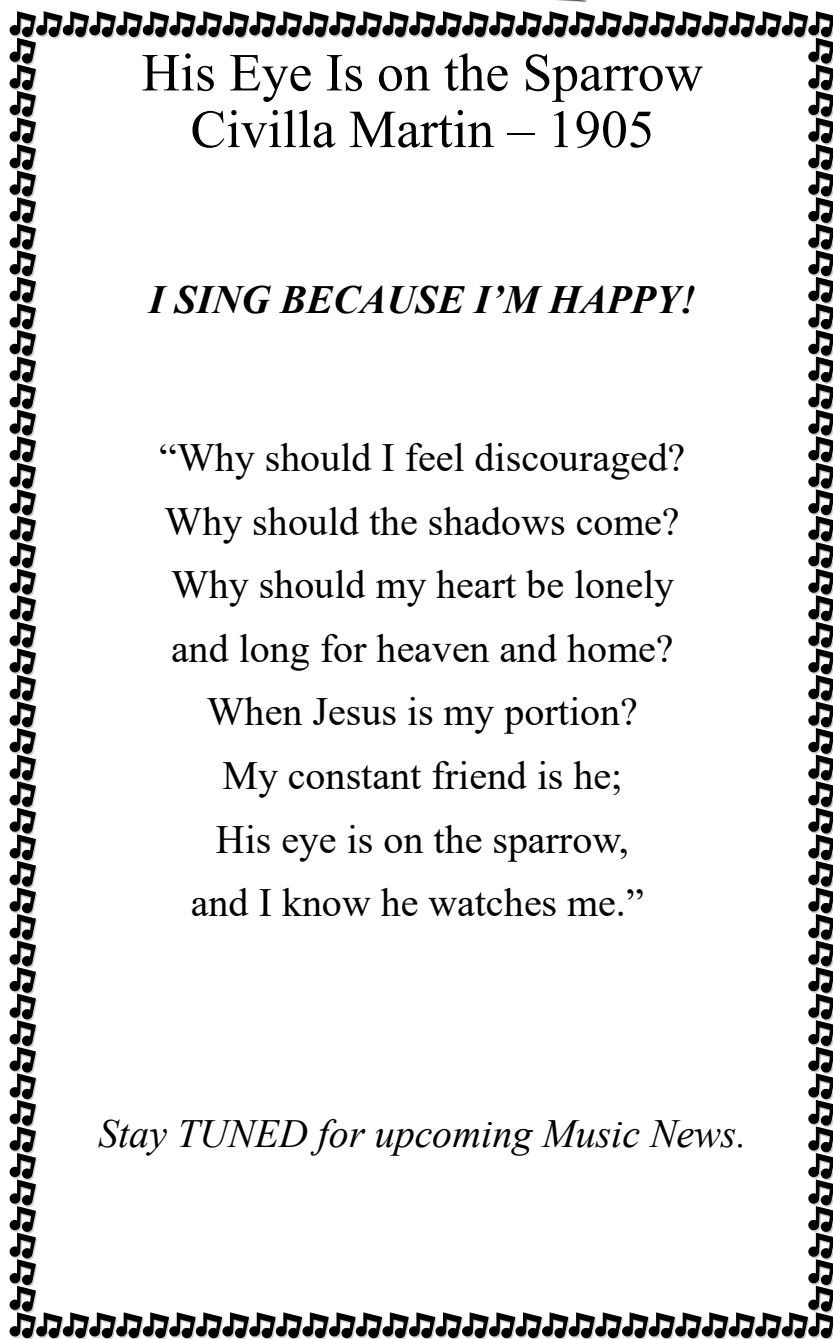 His Eye Is on the Sparrow
Civilla Martin – 1905
I SING BECAUSE I’M HAPPY!
“Why should I feel discouraged?
Why should the shadows come?
Why should my heart be lonely
and long for heaven and home?
When Jesus is my portion?
My constant friend is he;
His eye is on the sparrow,
and I know he watches me.”
Stay TUNED for upcoming Music News.